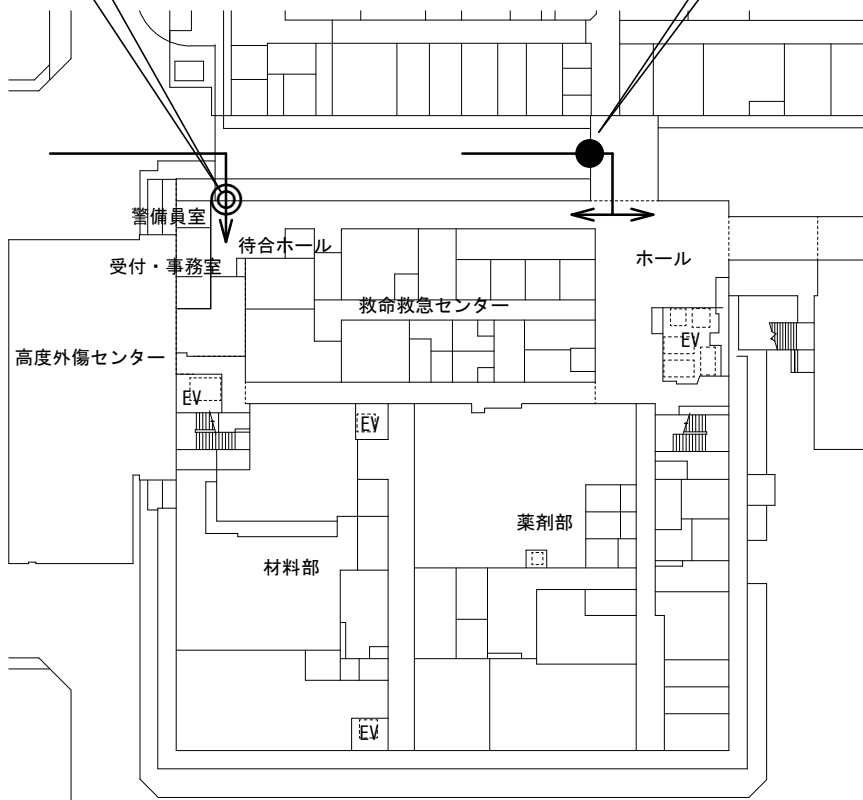 警備員室
待合ホール
ホール
受付・事務室
救命救急センター
EV
高度外傷センター
EV
EV
薬剤部
材料部
EV